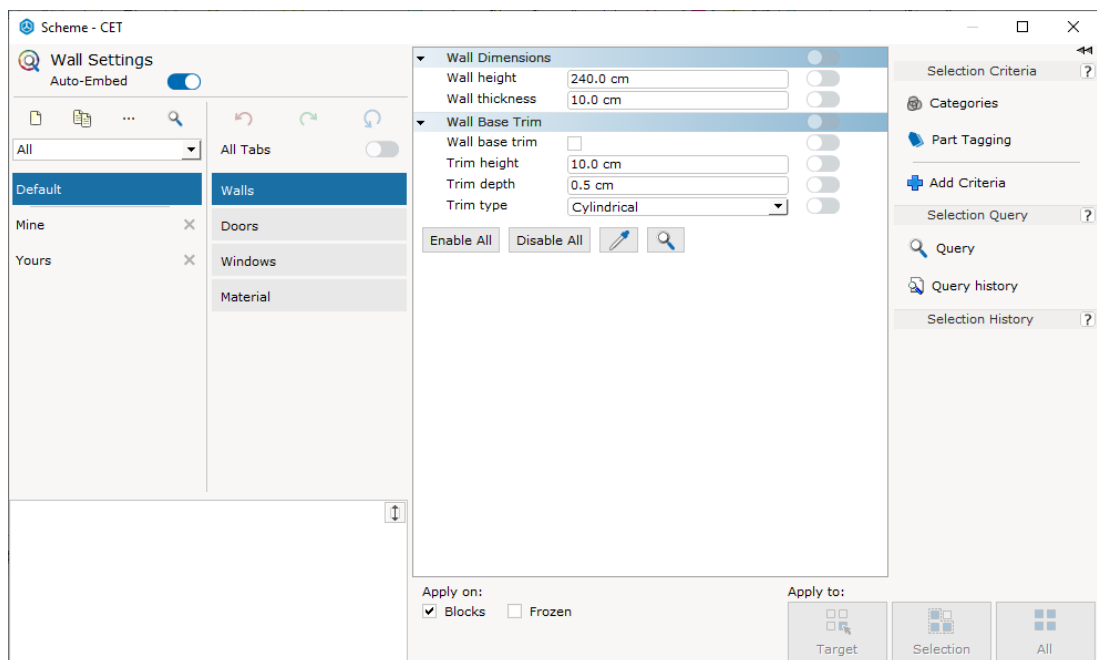 Scheme - CET
Wall Settings
Auto-Embed
All
All Tabs
Default
Mine
Yours
Walls
Doors
Windows
Material
Wall Dimensions
Wall height 240.0 cm
Wall thickness 10.0 cm
Wall Base Trim
Wall base trim
Trim height 10.0 cm
Trim depth 0.5 cm
Trim type Cylindrical
Enable All Disable All
Apply on:
Blocks Frozen
Apply to:
Target Selection All
Selection Criteria ?
Categories
Part Tagging
Add Criteria
Selection Query ?
Query
Query history
Selection History ?